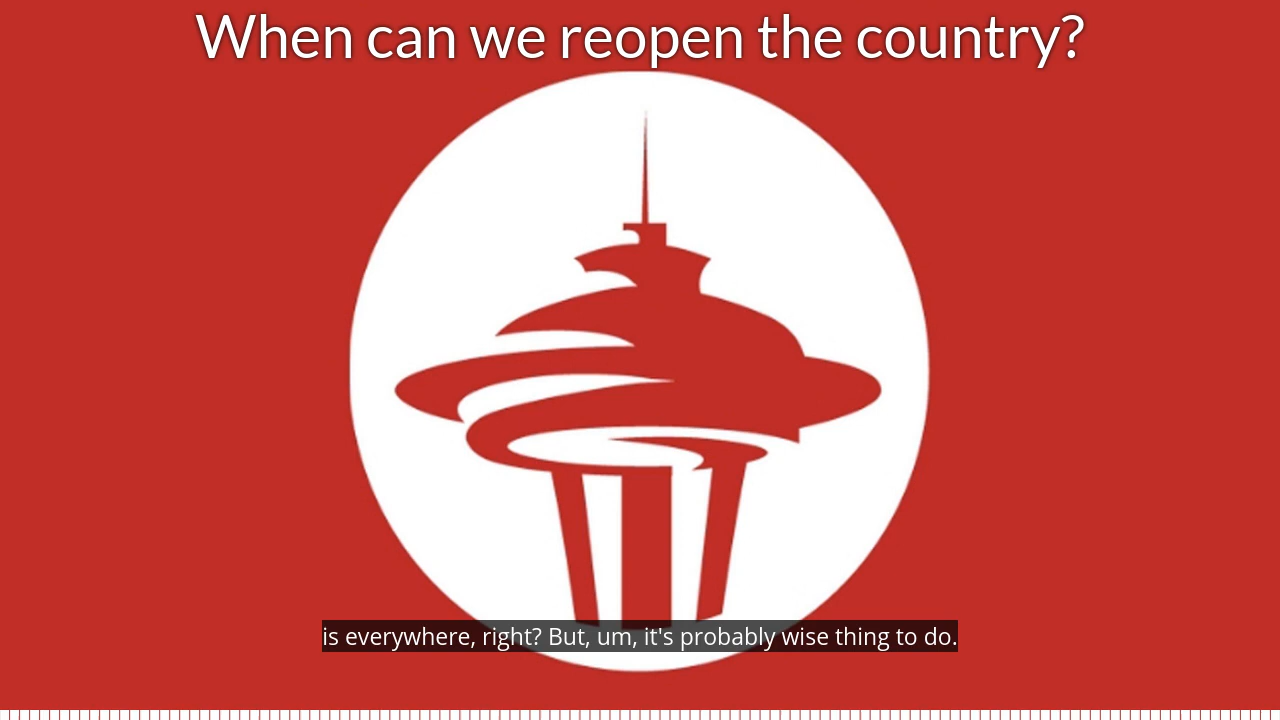 When can we reopen the country?
is everywhere, right? But, um, it's probably wise thing to do.